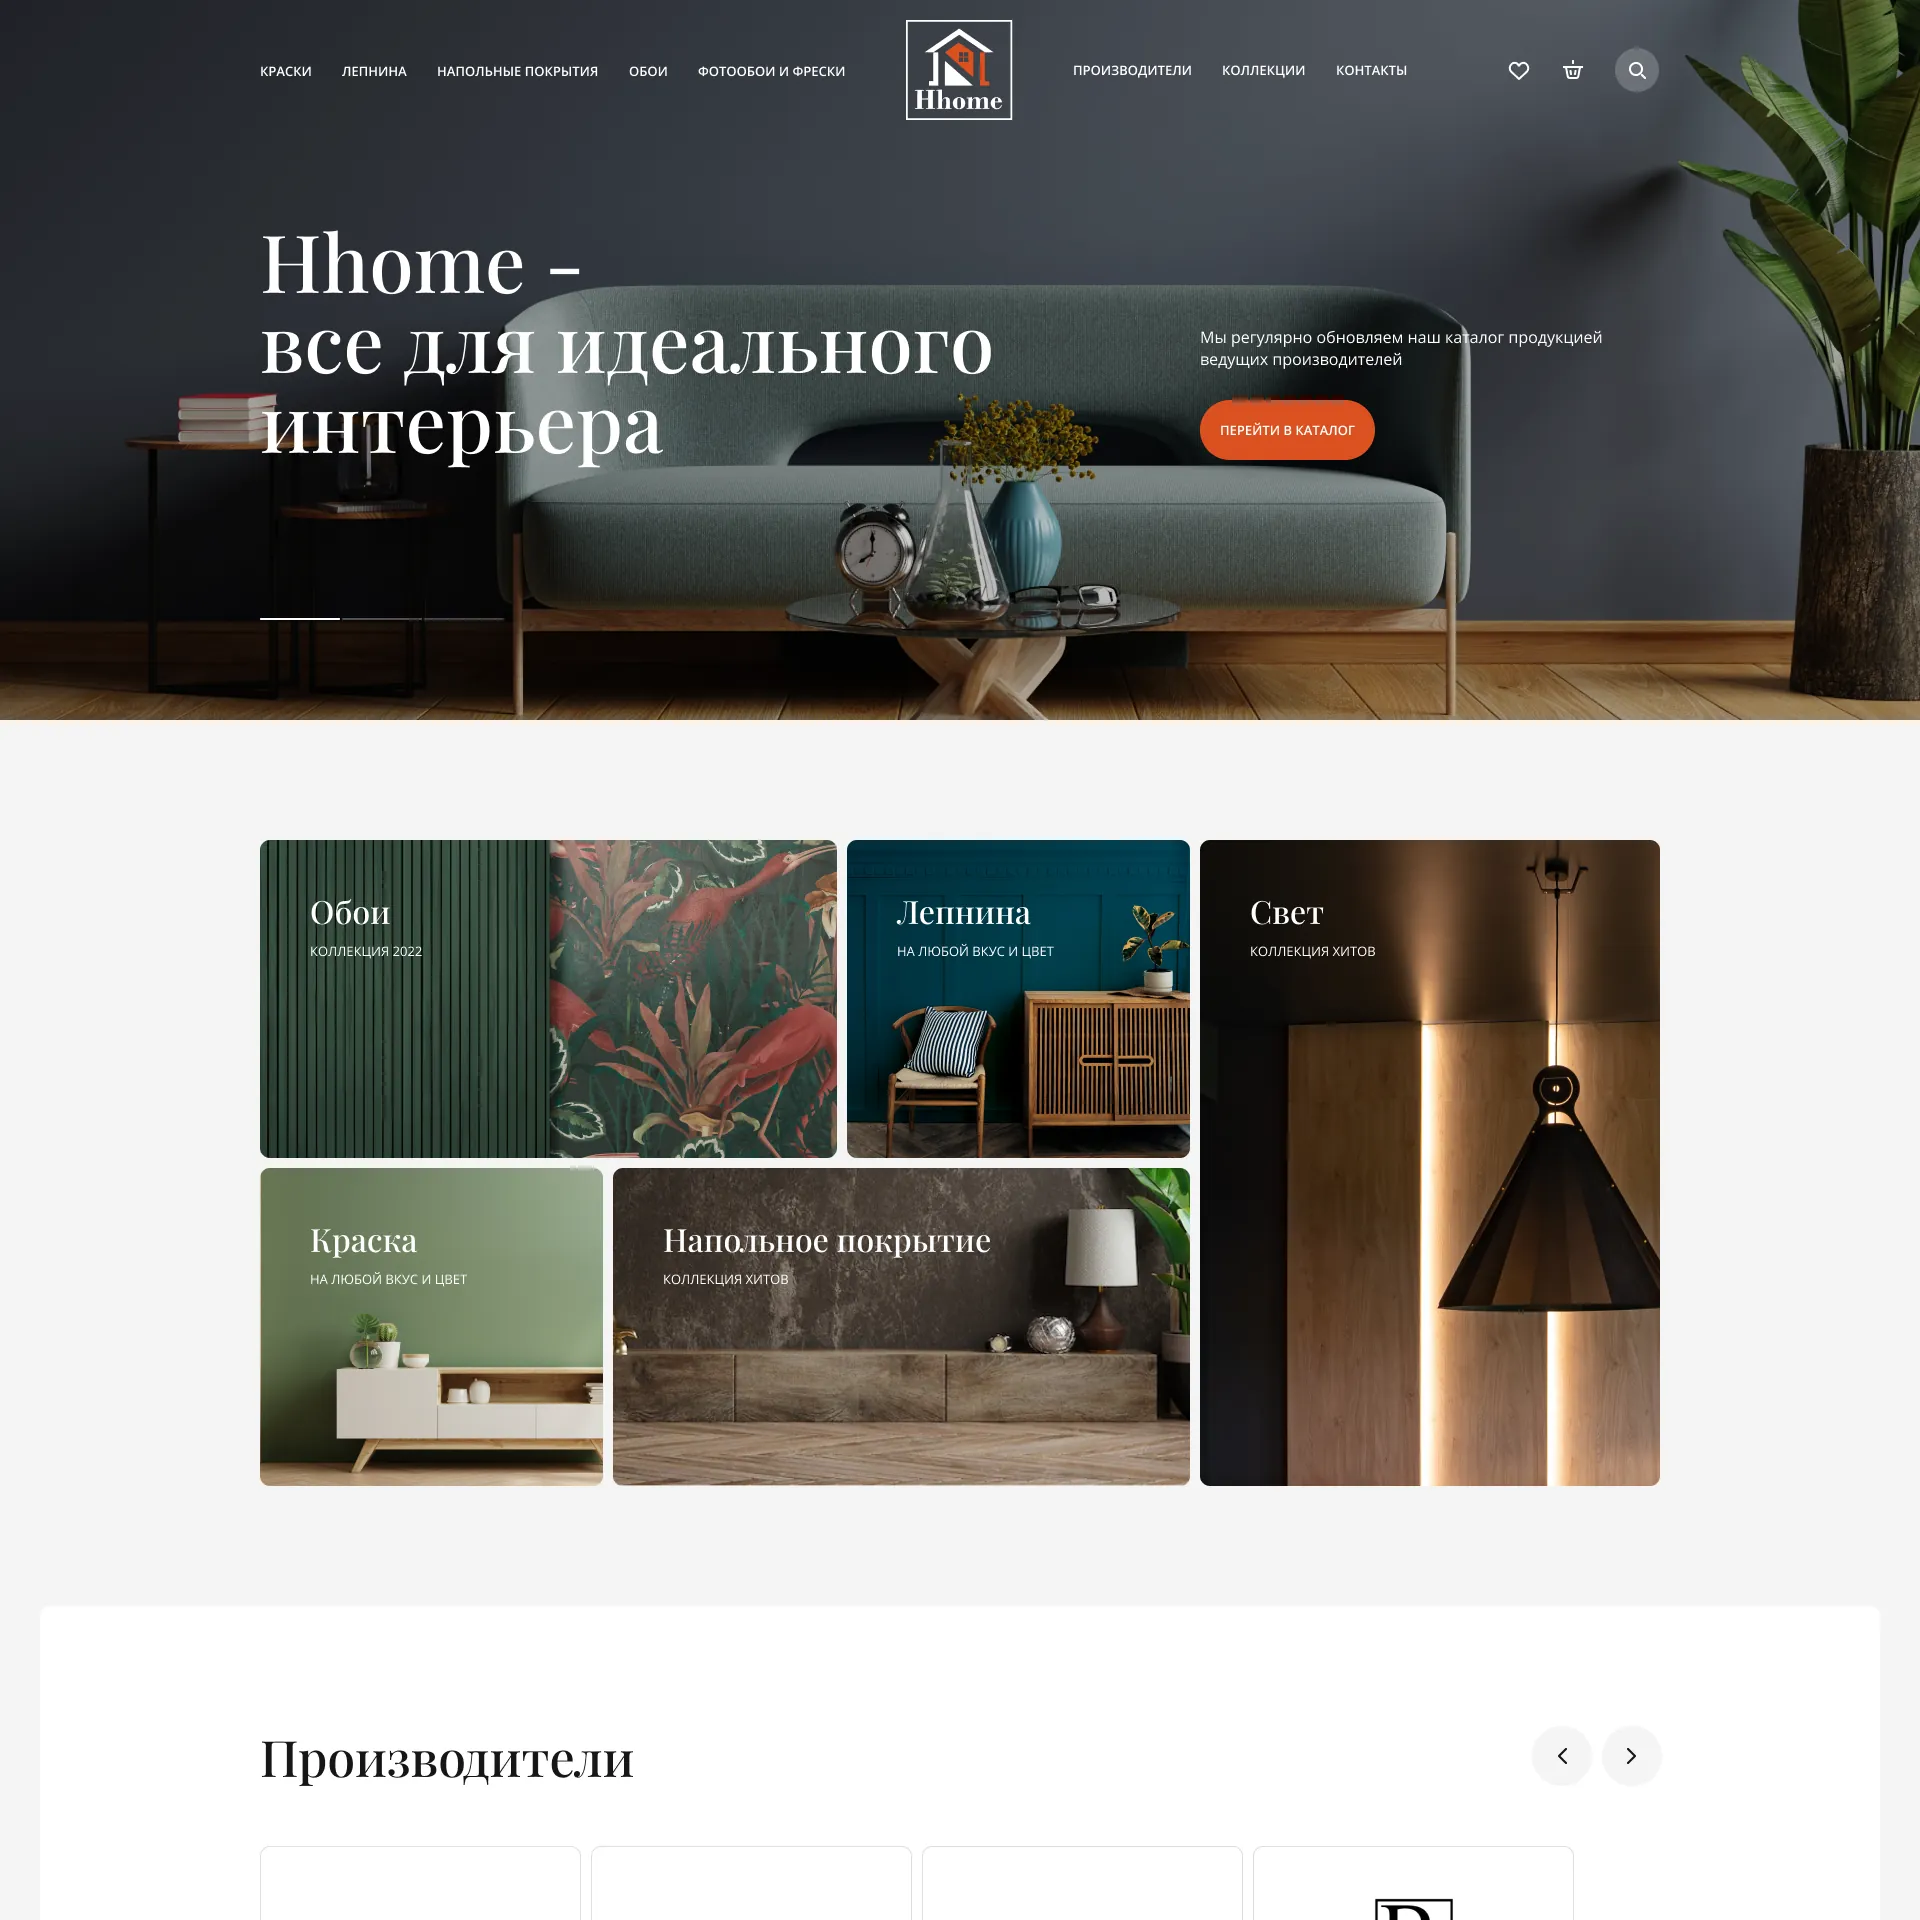 КРАСКИ
ЛЕПНИНА
НАПОЛЬНЫЕ ПОКРЫТИЯ
ОБОИ
ФОТООБОИ И ФРЕСКИ
Hhome
ПРОИЗВОДИТЕЛИ
КОЛЛЕКЦИИ
КОНТАКТЫ
Hhome -
все для идеального
интерьера
Мы регулярно обновляем наш каталог продукцией
ведущих производителей
ПЕРЕЙТИ В КАТАЛОГ
Обои
КОЛЛЕКЦИЯ 2022
Лепнина
НА ЛЮБОЙ ВКУС И ЦВЕТ
Свет
КОЛЛЕКЦИЯ ХИТОВ
Краска
НА ЛЮБОЙ ВКУС И ЦВЕТ
Напольное покрытие
КОЛЛЕКЦИЯ ХИТОВ
Производители